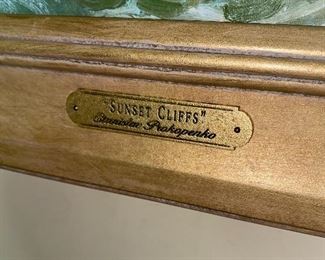 "SUNSET CLIFFS"
Stanislav Prokopenko